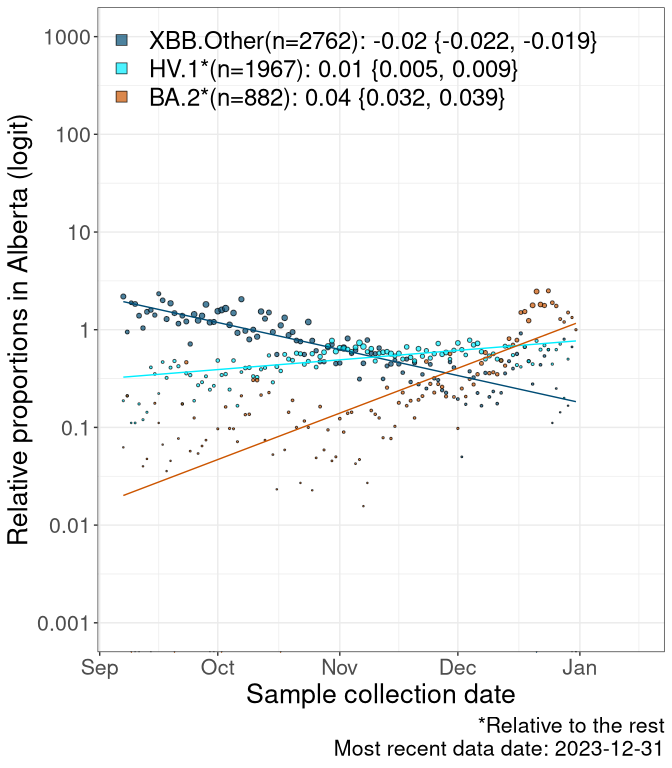 XBB.Other(n=2762): -0.02 {-0.022, -0.019}
HV.1*(n=1967): 0.01 {0.005, 0.009}
BA.2*(n=882): 0.04 {0.032, 0.039}
Relative proportions in Alberta (logit)
1000
100
10
1
0.1
0.01
0.001
Sep Oct Nov Dec Jan
Sample collection date
*Relative to the rest
Most recent data date: 2023-12-31